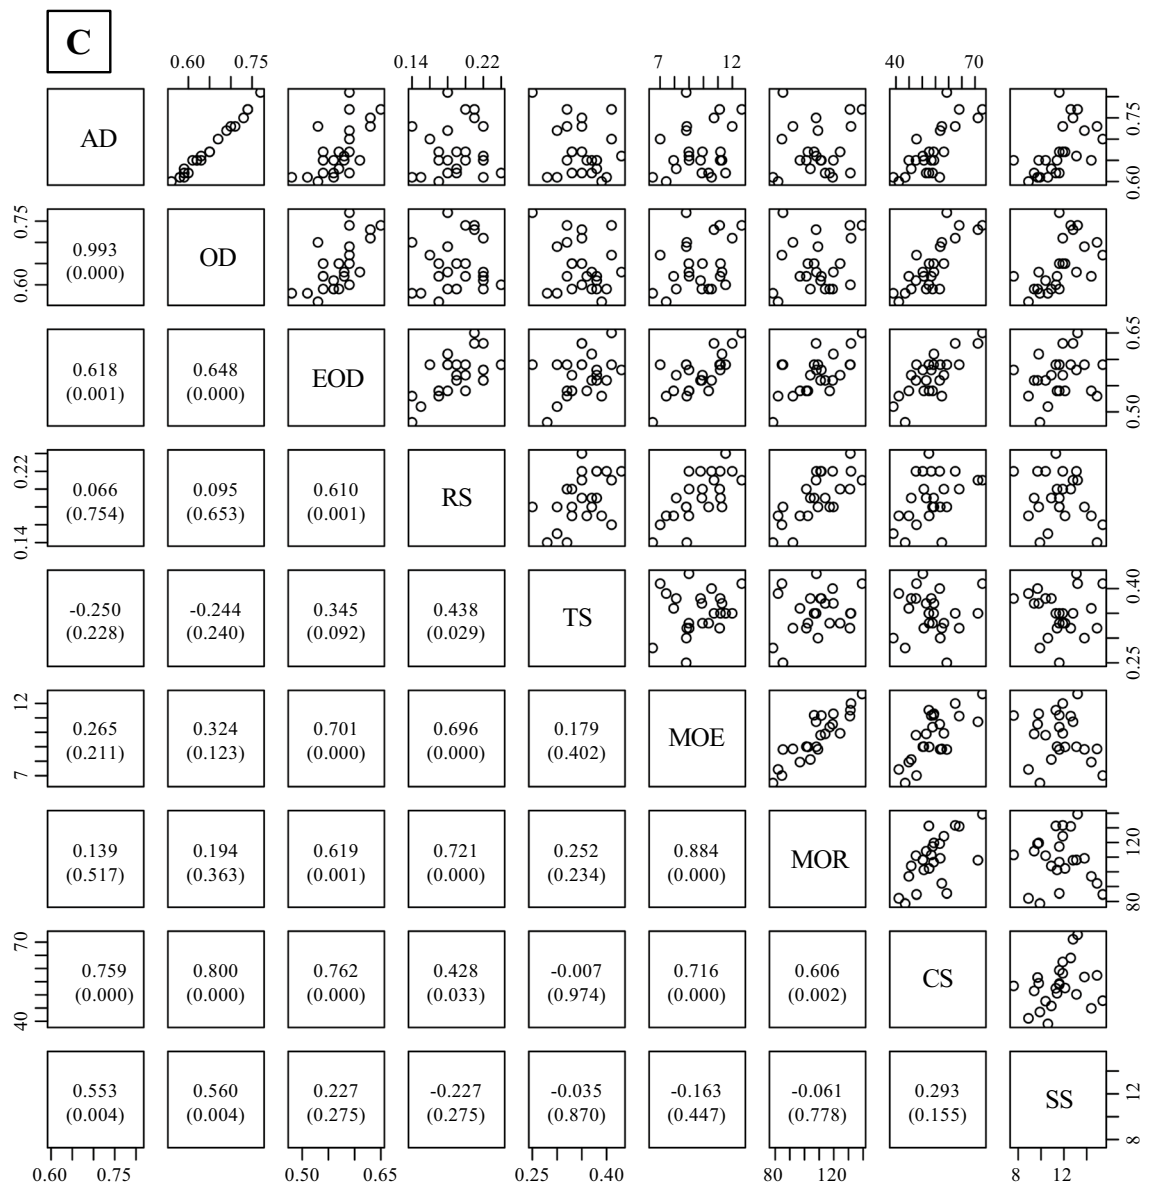 C
0.60 0.75 0.14 0.22 7 12 40 70
AD 0.75 0.60
0.75 0.60 0.993 OD
(0.000)
0.618 0.648 EOD 0.65 0.50
(0.001) (0.000)
0.22 0.14 0.066 0.095 0.610 RS
(0.754) (0.653) (0.001)
-0.250 -0.244 0.345 0.438 TS 0.40 0.25
(0.228) (0.240) (0.092) (0.029)
12 7 0.265 0.324 0.701 0.696 0.179 MOE
(0.211) (0.123) (0.000) (0.000) (0.402)
0.139 0.194 0.619 0.721 0.252 0.884 MOR 120 80
(0.517) (0.363) (0.001) (0.000) (0.234) (0.000)
70 40 0.759 0.800 0.762 0.428 -0.007 0.716 0.606 CS
(0.000) (0.000) (0.000) (0.033) (0.974) (0.000) (0.002)
0.553 0.560 0.227 -0.227 -0.035 -0.163 -0.061 0.293 SS 12 8
(0.004) (0.004) (0.275) (0.275) (0.870) (0.447) (0.778) (0.155)
0.60 0.75 0.50 0.65 0.25 0.40 80 120 8 12